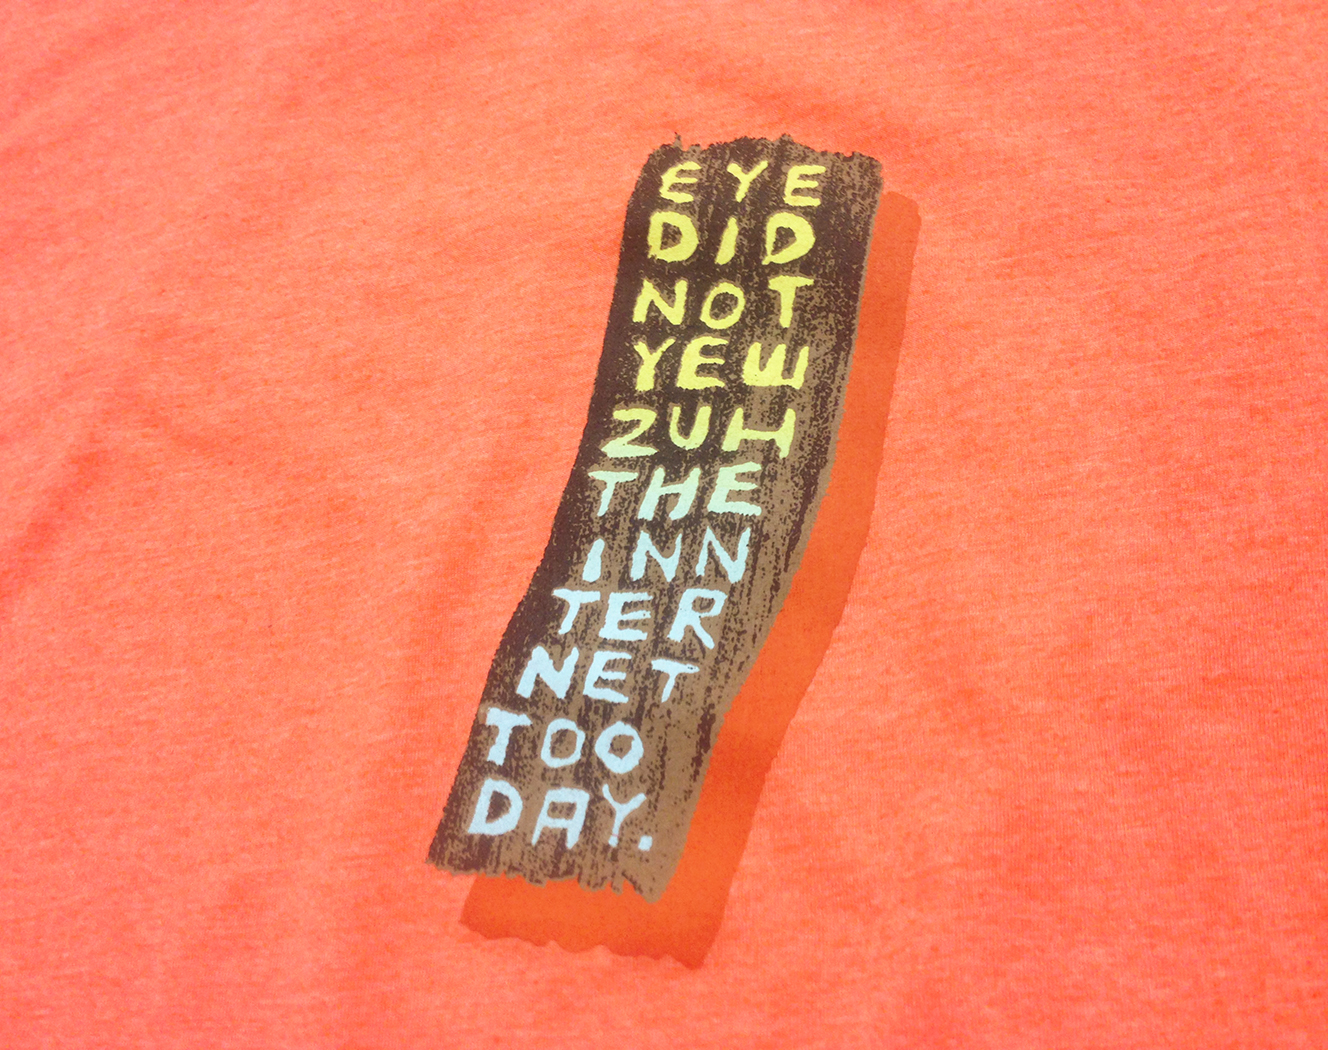 EYE
DID
NOT
YEW
ZUH
THE
INN
TER
NET
TOO
DAY.